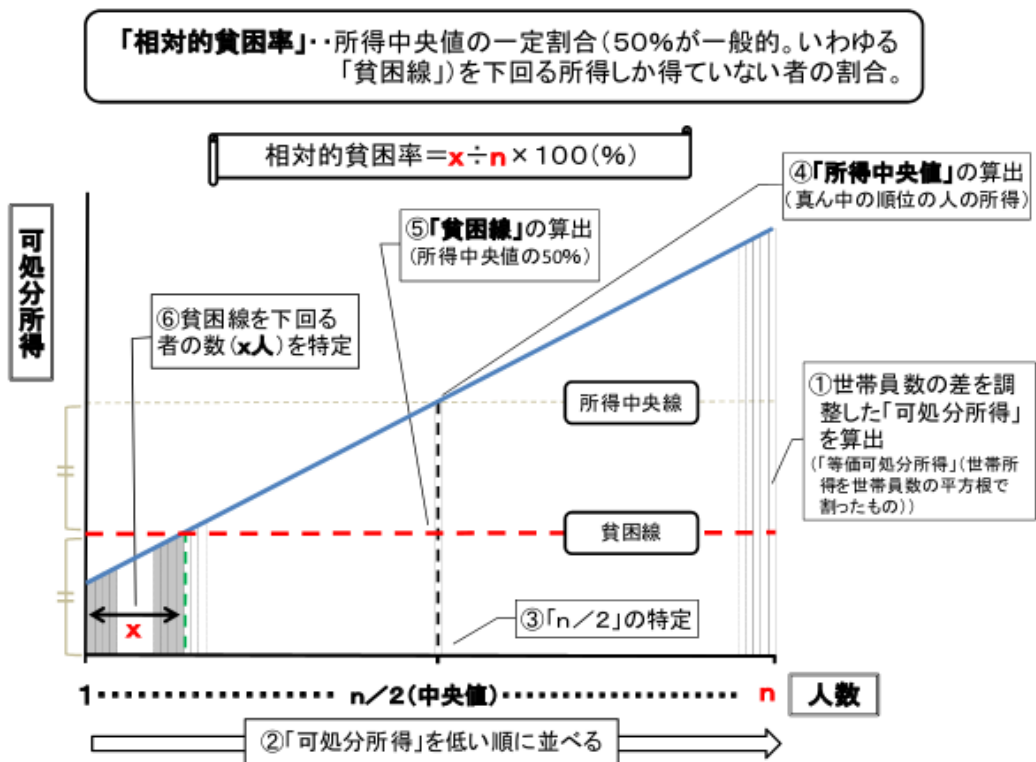 「相対的貧困率」‥所得中央値の一定割合(50%が一般的。いわゆる
「貧困線」)を下回る所得しか得ていない者の割合。
相対的貧困率＝x÷n×100(%)
④「所得中央値」の算出
(真ん中の順位の人の所得)
⑤「貧困線」の算出
(所得中央値の50%)
可処分所得
⑥貧困線を下回る
者の数(x人)を特定
所得中央線
①世帯員数の差を調
整した「可処分所得」
を算出
(「等価可処分所得」(世帯所
得を世帯員数の平方根で
割ったもの))
貧困線
x
③「n／2」の特定
1
n／2(中央値)
n
人数
②「可処分所得」を低い順に並べる